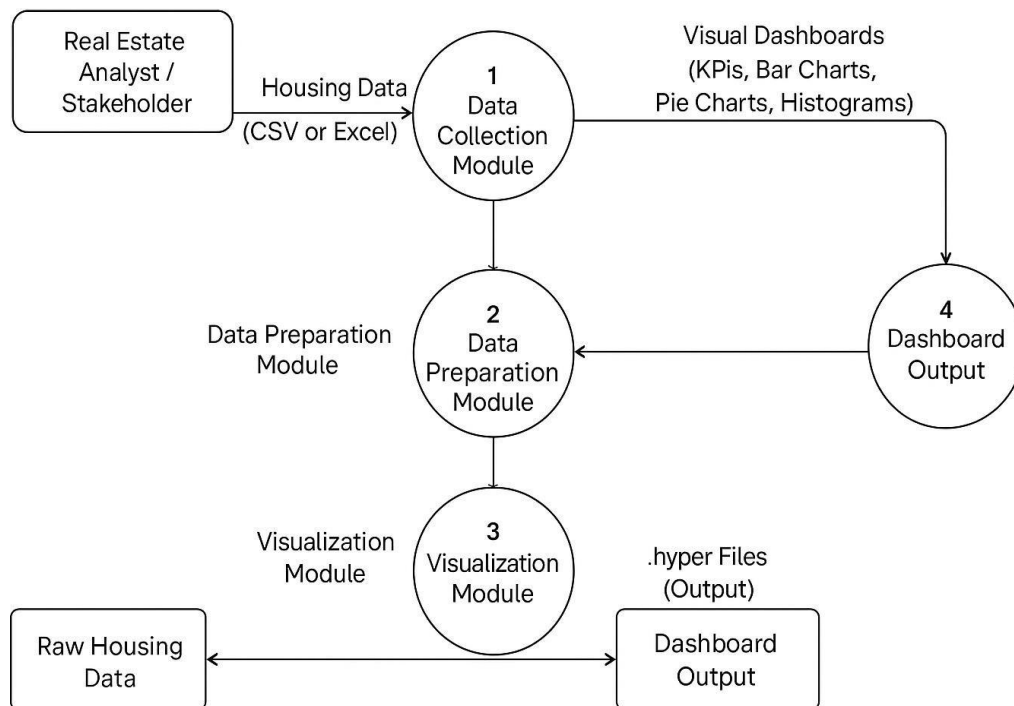 Real Estate
Analyst /
Stakeholder
Housing Data
(CSV or Excel)
1
Data
Collection
Module
Visual Dashboards
(KPis, Bar Charts,
Pie Charts, Histograms)
Data Preparation
Module
2
Data
Preparation
Module
4
Dashboard
Output
Visualization
Module
3
Visualization
Module
.hyper Files
(Output)
Raw Housing
Data
Dashboard
Output